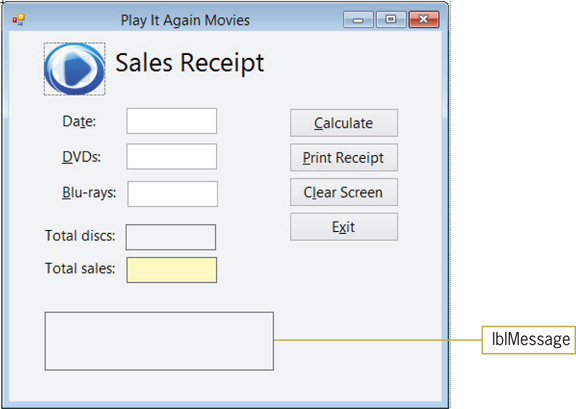 Play It Again Movies
Sales Receipt
Date:
DVDs:
Blu-rays:
Total discs:
Total sales:
Calculate
Print Receipt
Clear Screen
Exit
lblMessage